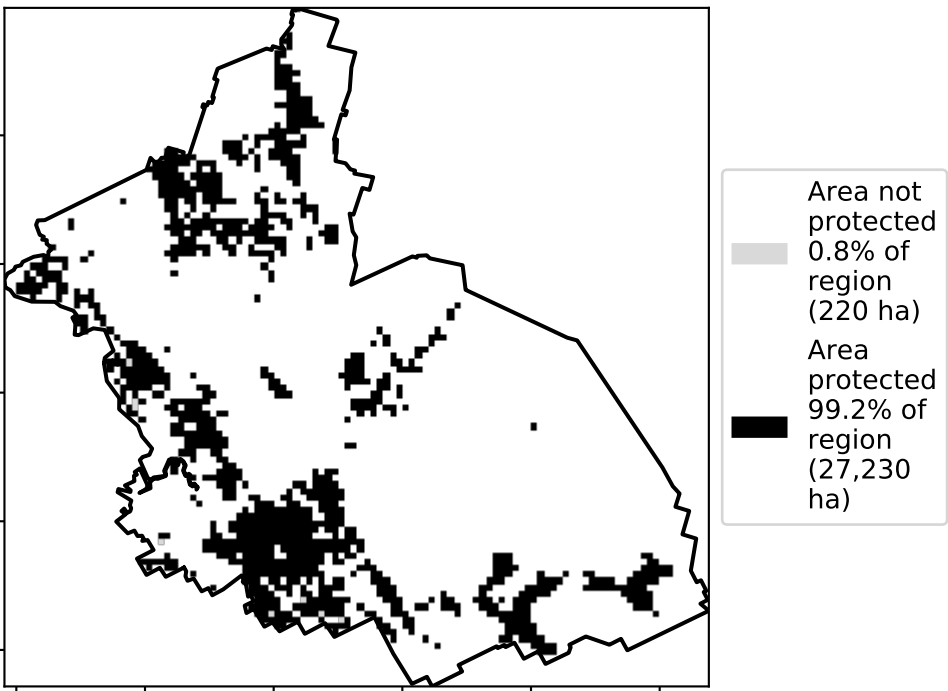 Area not
protected
0.8% of
region
(220 ha)
Area
protected
99.2% of
region
(27,230
ha)